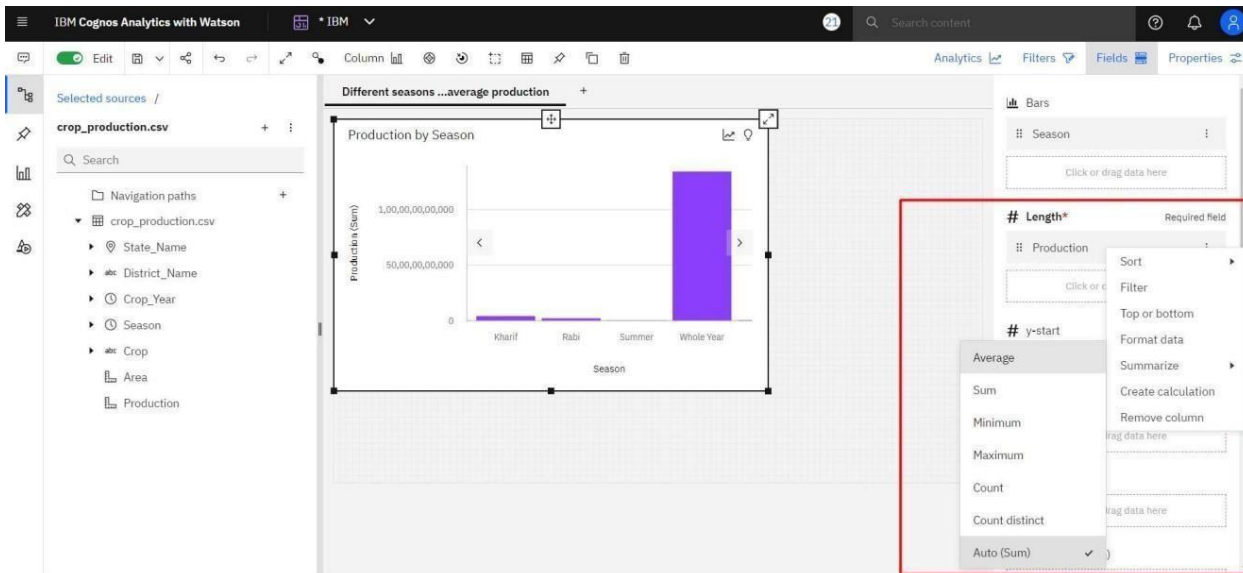 IBM Cognos Analytics with Watson
* IBM
21
Search content
Edit
Column
Analytics
Filters
Fields
Properties
Selected sources /
crop_production.csv
Search
Navigation paths
crop_production.csv
State_Name
abc District_Name
Crop_Year
Season
abc Crop
Area
Production
Different seasons ...average production
Production by Season
Production (Sum)
1,00,00,00,00,000
50,00,00,00,000
0
Kharif Rabi Summer Whole Year
Season
Bars
Season
Click or drag data here
# Length* Required field
Production
Click or d
# y-start
Sort
Filter
Top or bottom
Format data
Summarize
Create calculation
Remove column
Average
Sum
Minimum
Maximum
Count
Count distinct
Auto (Sum)
drag data here
drag data here
)